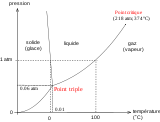 pression
Point critique
(218 atm; 374°C)
solide
(glace)
liquide
gaz
(vapeur)
1 atm
0.06 atm
Point triple
0.01
0
100
température
(°C)